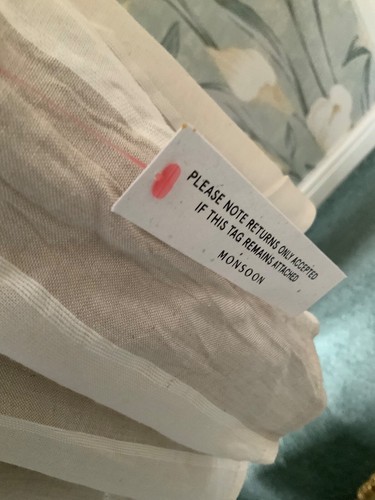 PLEASE NOTE RETURNS ONLY ACCEPTED
IF THIS TAG REMAINS ATTACHED
MONSOON